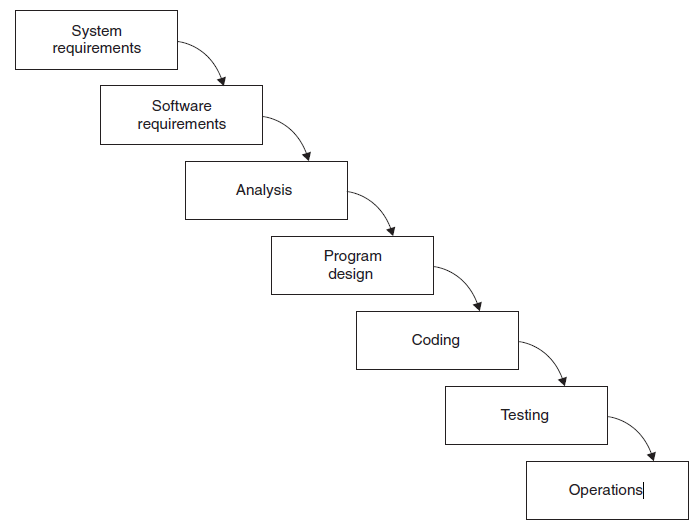 System
requirements
Software
requirements
Analysis
Program
design
Coding
Testing
Operations